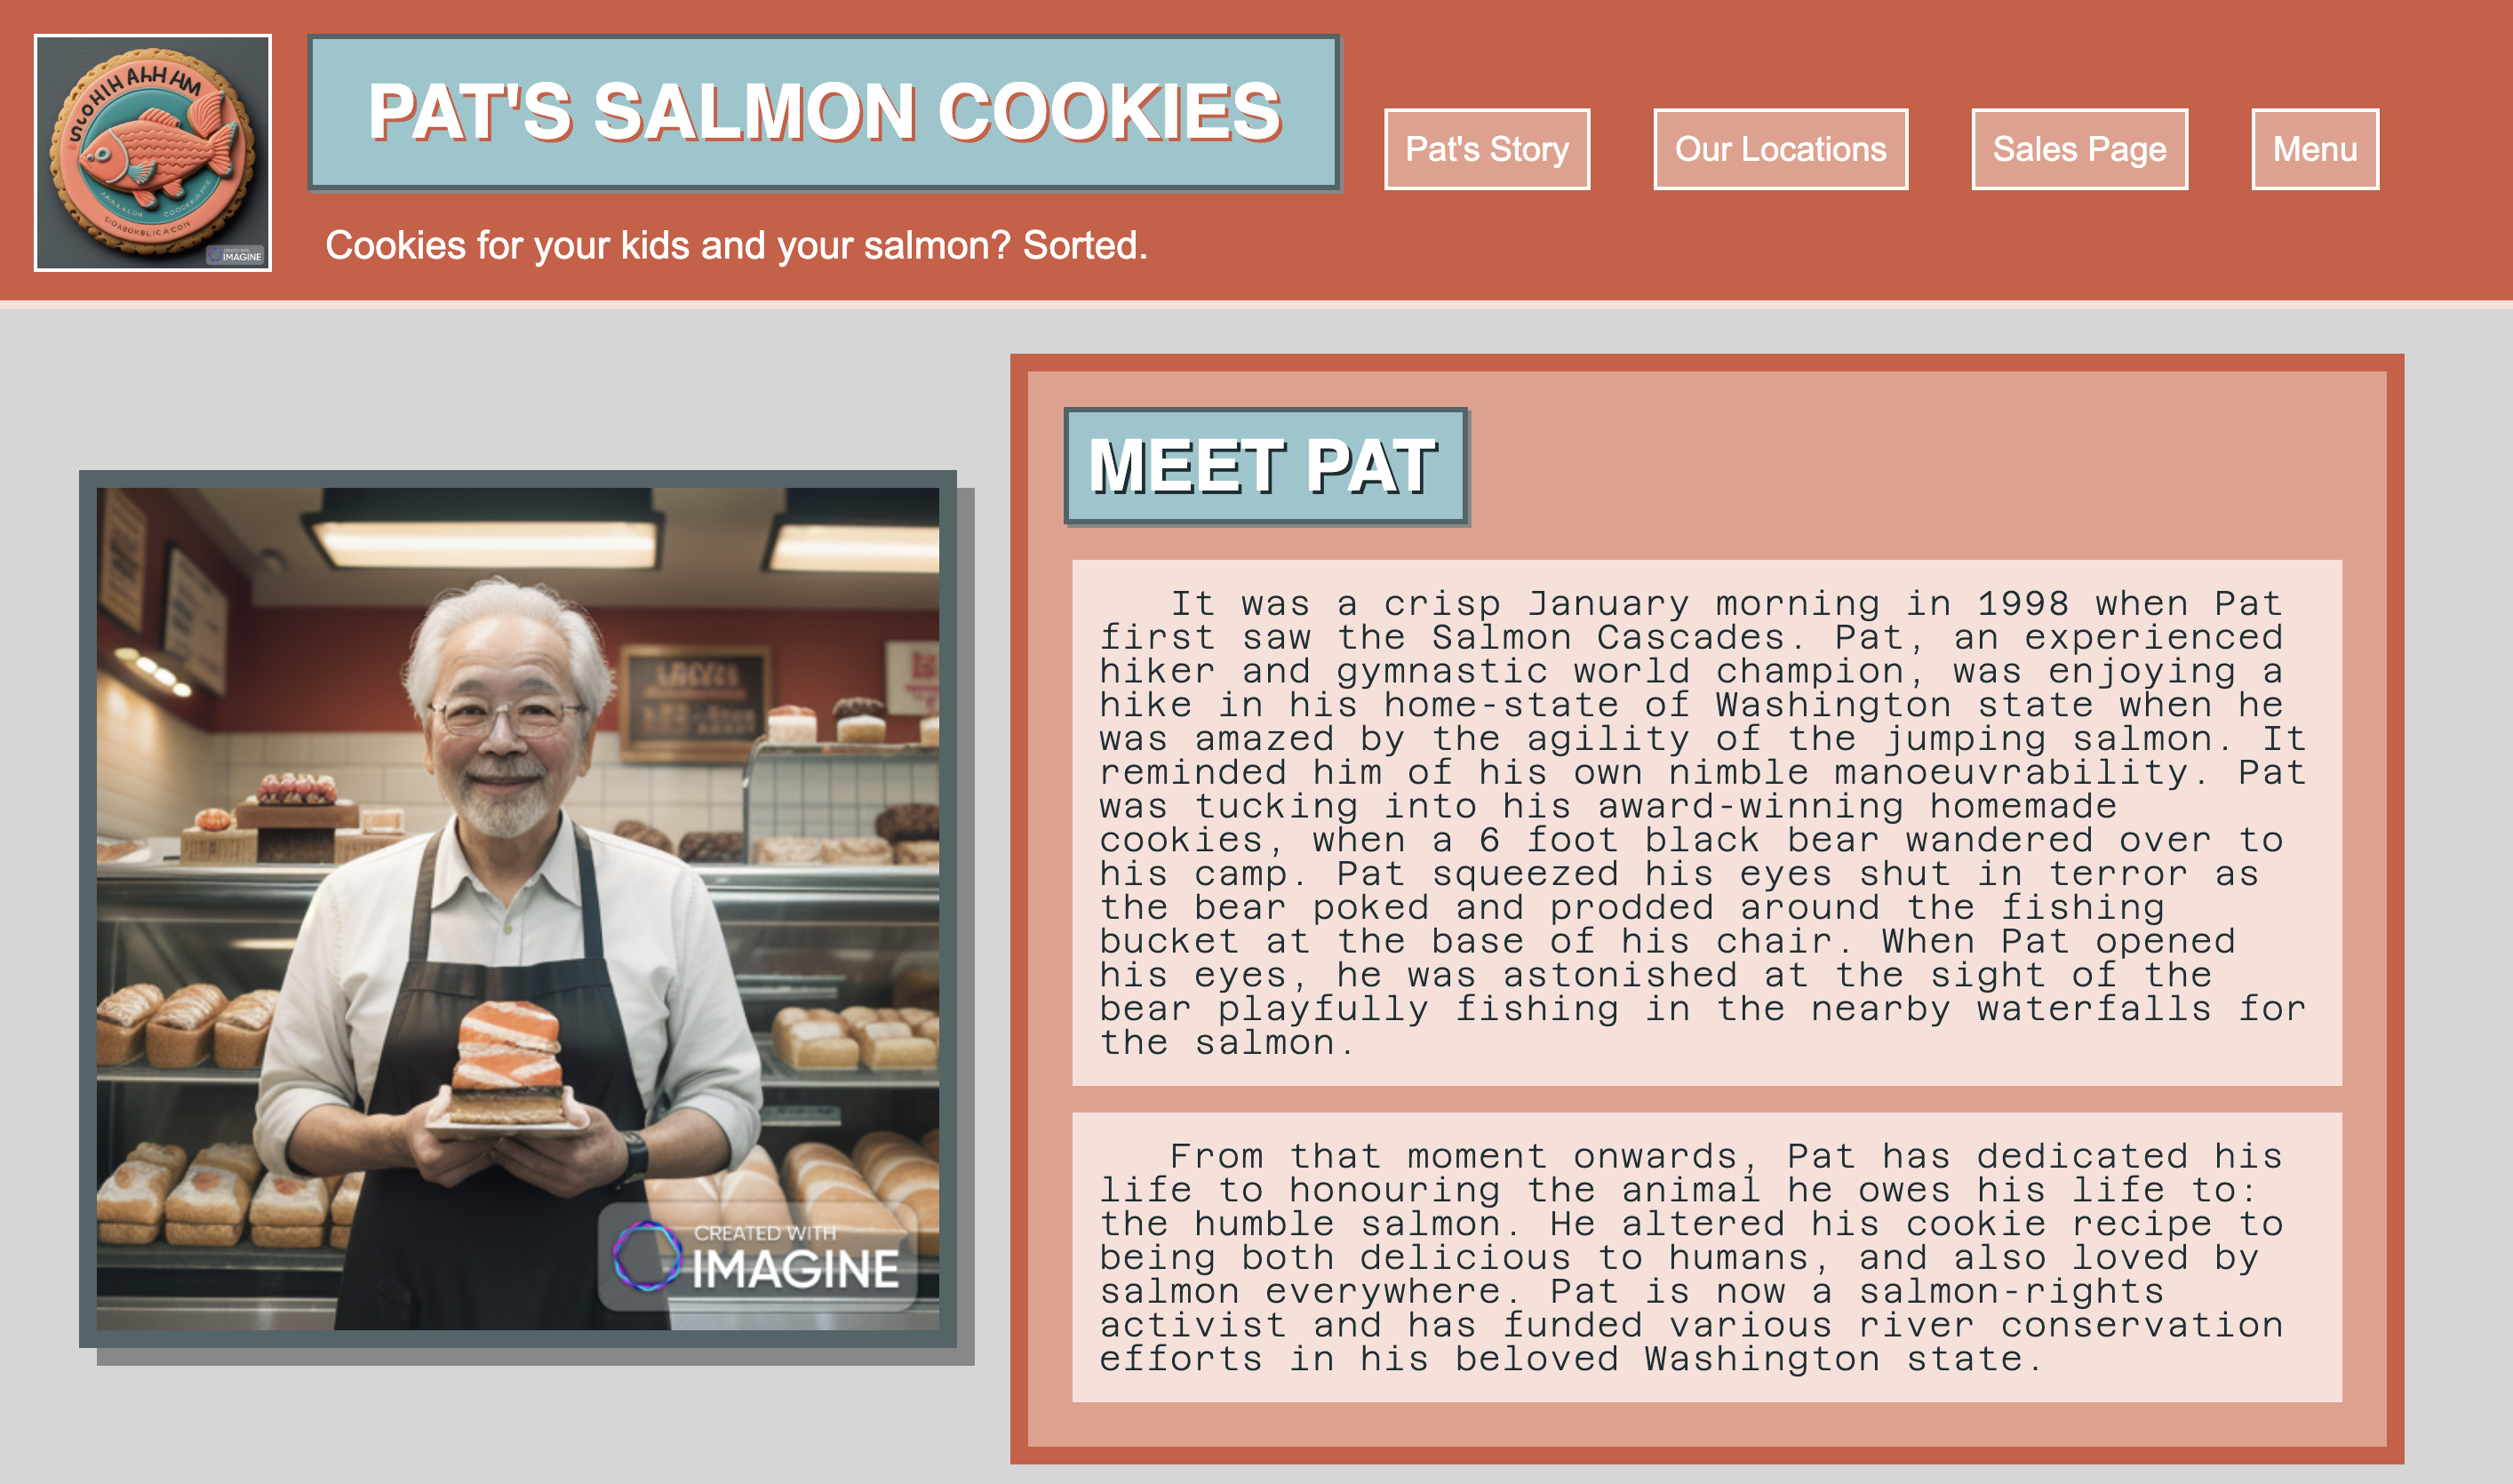 PAT'S SALMON COOKIES
Pat's Story
Our Locations
Sales Page
Menu
Cookies for your kids and your salmon? Sorted.
CREATED WITH
IMAGINE
MEET PAT
It was a crisp January morning in 1998 when Pat
first saw the Salmon Cascades. Pat, an experienced
hiker and gymnastic world champion, was enjoying a
hike in his home-state of Washington state when he
was amazed by the agility of the jumping salmon. It
reminded him of his own nimble manoeuvrability. Pat
was tucking into his award-winning homemade
cookies, when a 6 foot black bear wandered over to
his camp. Pat squeezed his eyes shut in terror as
the bear poked and prodded around the fishing
bucket at the base of his chair. When Pat opened
his eyes, he was astonished at the sight of the
bear playfully fishing in the nearby waterfalls for
the salmon.
From that moment onwards, Pat has dedicated his
life to honouring the animal he owes his life to:
the humble salmon. He altered his cookie recipe to
being both delicious to humans, and also loved by
salmon everywhere. Pat is now a salmon-rights
activist and has funded various river conservation
efforts in his beloved Washington state.
CREATED WITH
IMAGINE